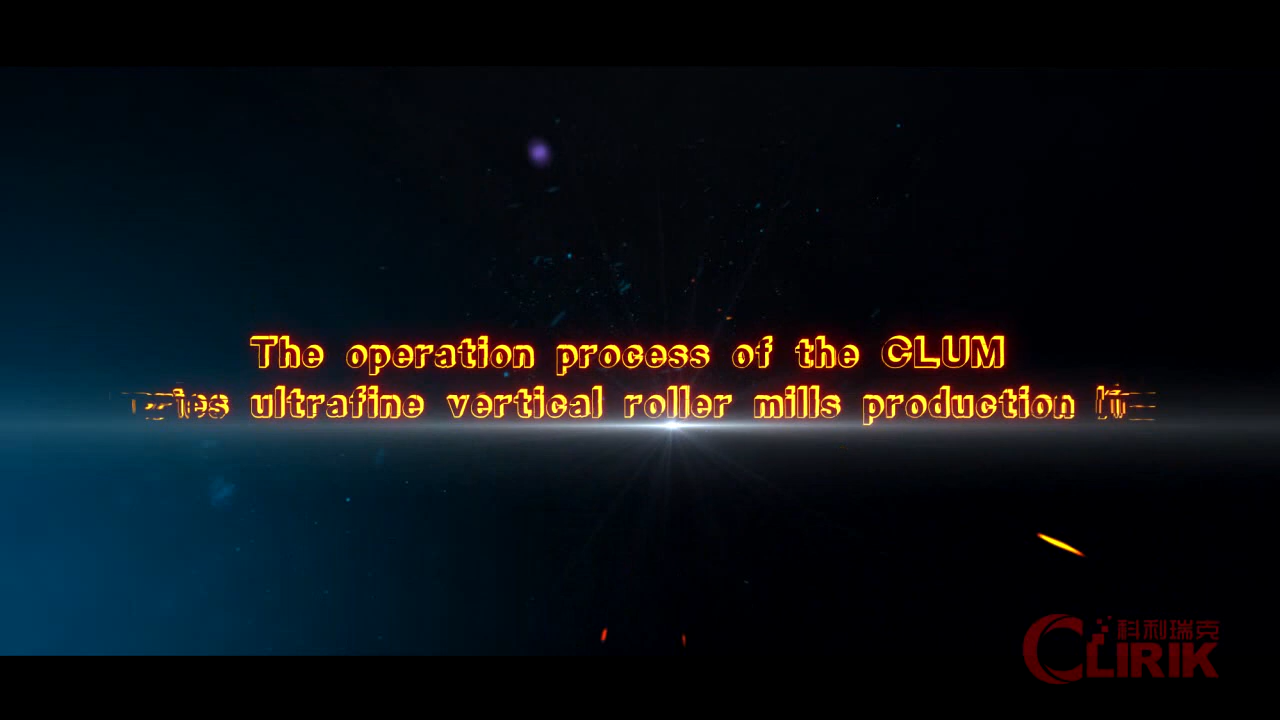 The operation process of the CLUM
ultrafine vertical roller mills production
科利瑞克
CLIRIK